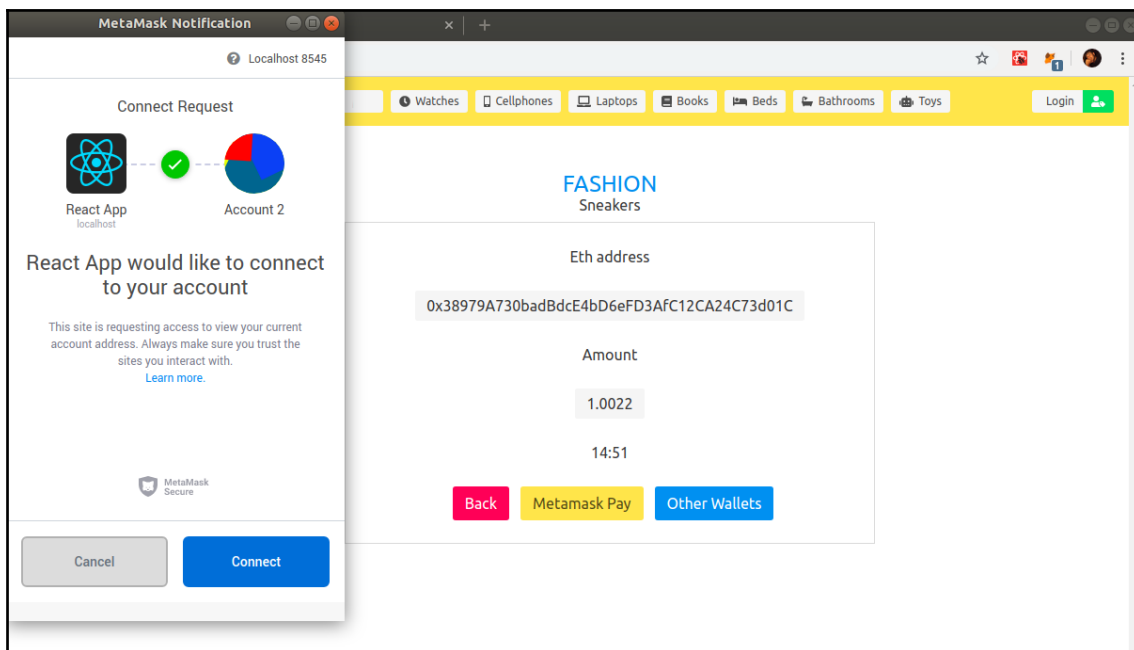 MetaMask Notification
Localhost 8545
Connect Request
React App
localhost
Account 2
React App would like to connect
to your account
This site is requesting access to view your current
account address. Always make sure you trust the
sites you interact with.
Learn more.
MetaMask
Secure
Cancel
Connect
1
Watches
Cellphones
Laptops
Books
Beds
Bathrooms
Toys
Login
FASHION
Sneakers
Eth address
0x38979A730badBdcE4bD6eFD3AfC12CA24C73d01C
Amount
1.0022
14:51
Back
Metamask Pay
Other Wallets